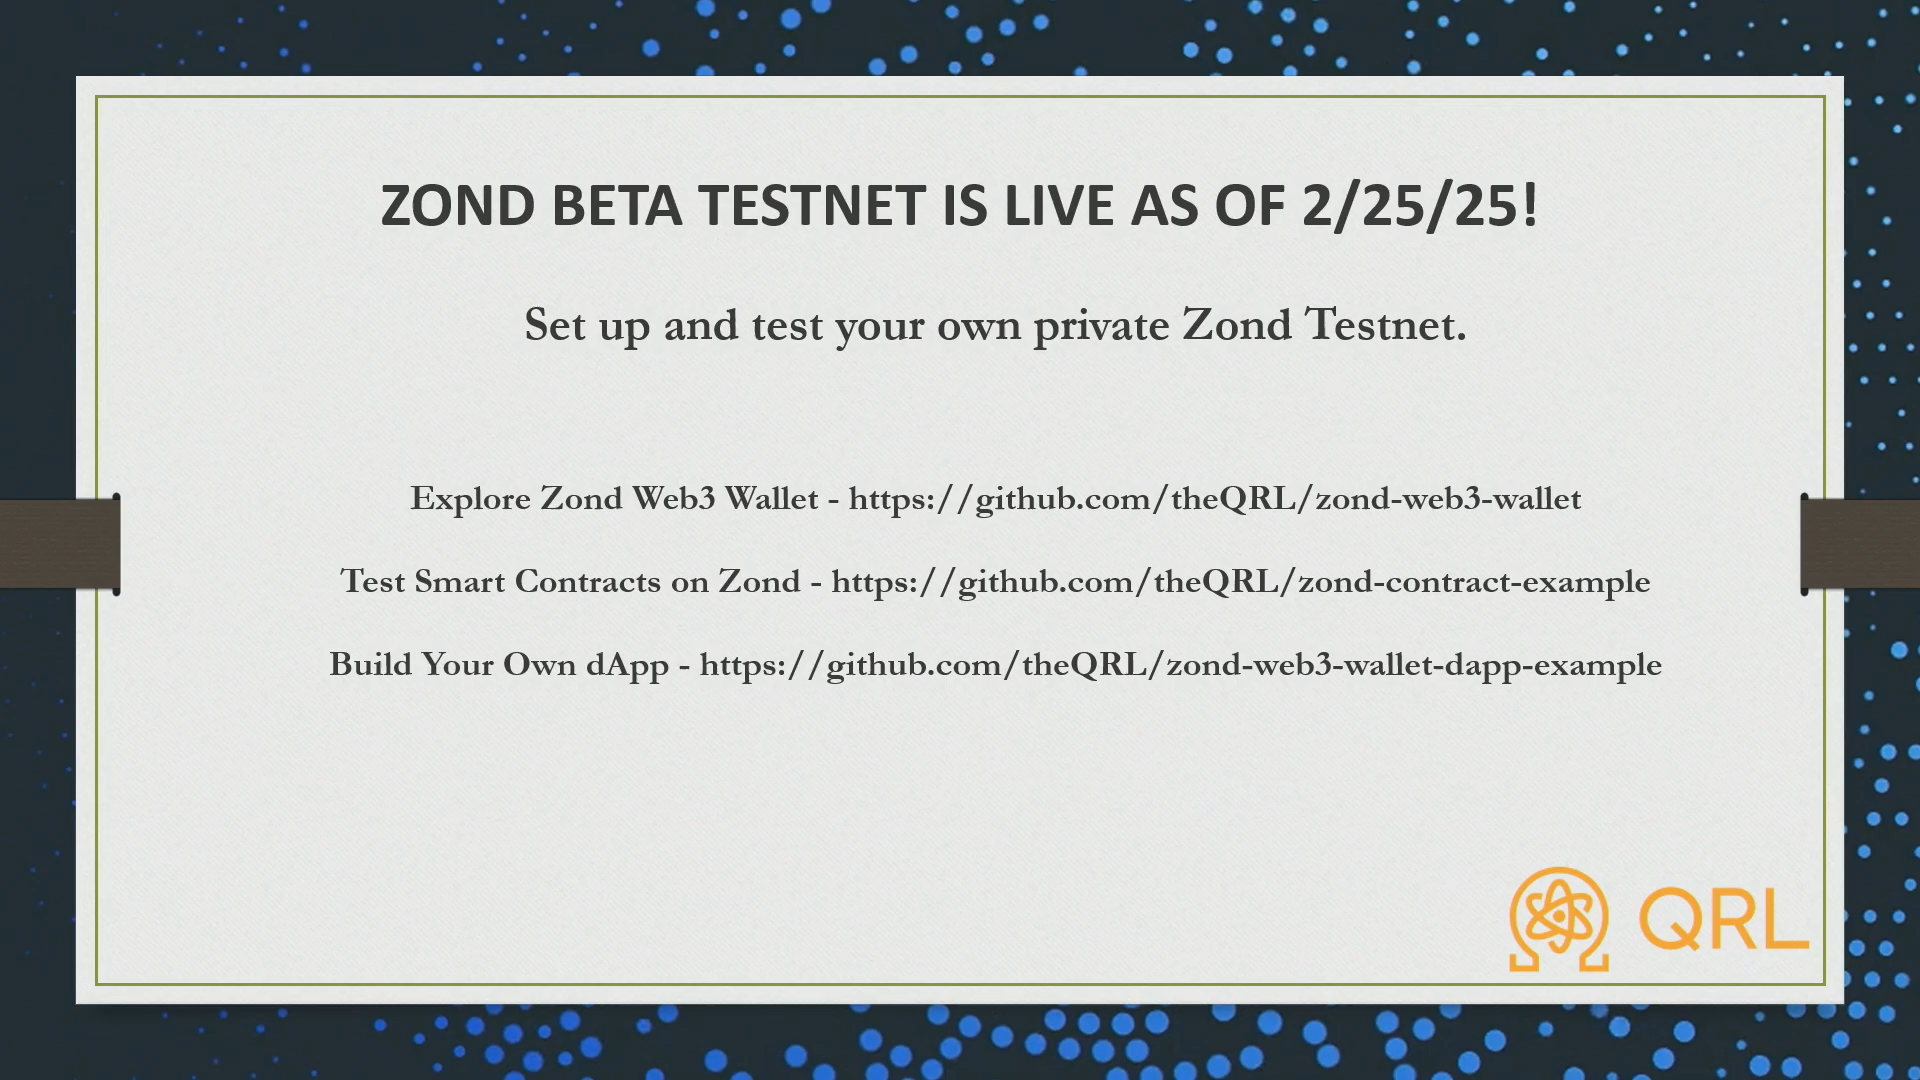 ZOND BETA TESTNET IS LIVE AS OF 2/25/25!
Set up and test your own private Zond Testnet.
Explore Zond Web3 Wallet - https://github.com/theQRL/zond-web3-wallet
Test Smart Contracts on Zond - https://github.com/theQRL/zond-contract-example
Build Your Own dApp - https://github.com/theQRL/zond-web3-wallet-dapp-example
QRL